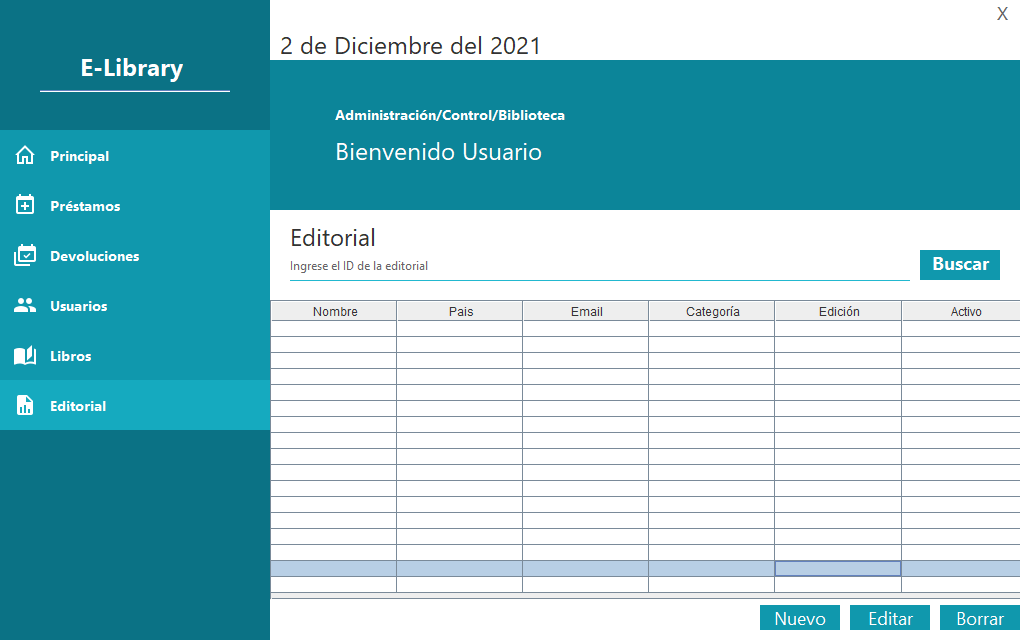 X
2 de Diciembre del 2021
E-Library
Administración/Control/Biblioteca
Bienvenido Usuario
Principal
Préstamos
Devoluciones
Usuarios
Libros
Editorial
Editorial
Ingrese el ID de la editorial
Buscar
Nombre Pais Email Categoría Edición Activo
Nuevo Editar Borrar